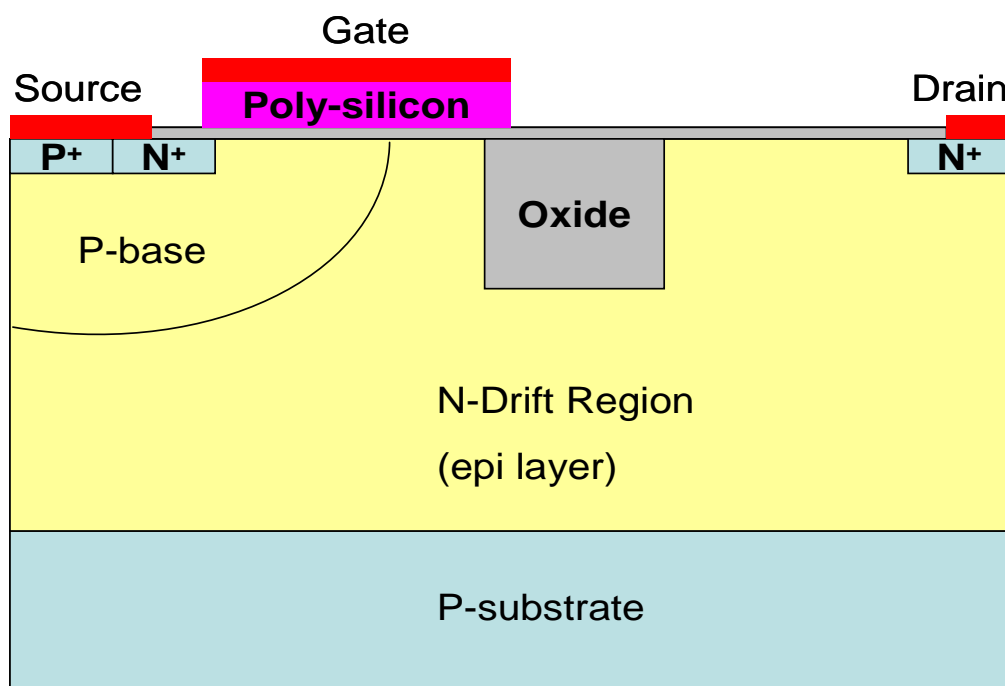 Gate
Source
Drain
Poly-silicon
P+
N+
N+
Oxide
P-base
N-Drift Region
(epi layer)
P-substrate